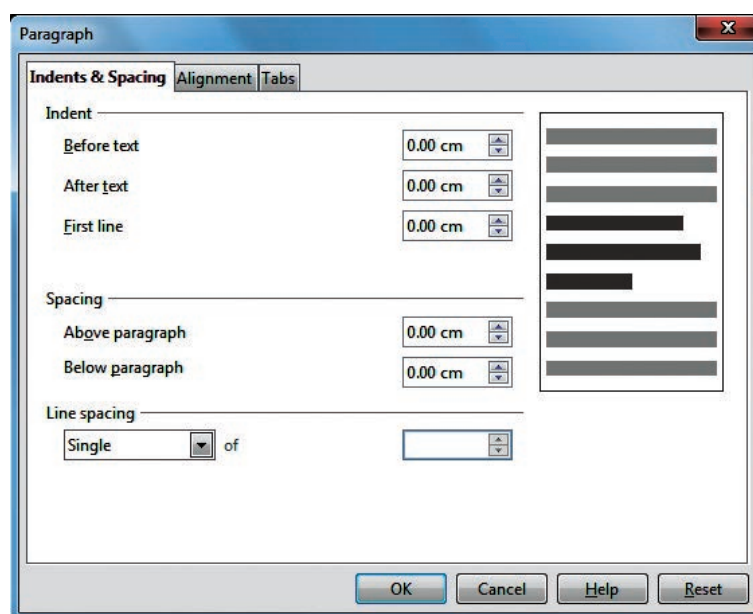 Paragraph
Indents & Spacing Alignment Tabs
Indent
Before text 0.00 cm
After text 0.00 cm
First line 0.00 cm
Spacing
Above paragraph 0.00 cm
Below paragraph 0.00 cm
Line spacing
Single of
OK Cancel Help Reset